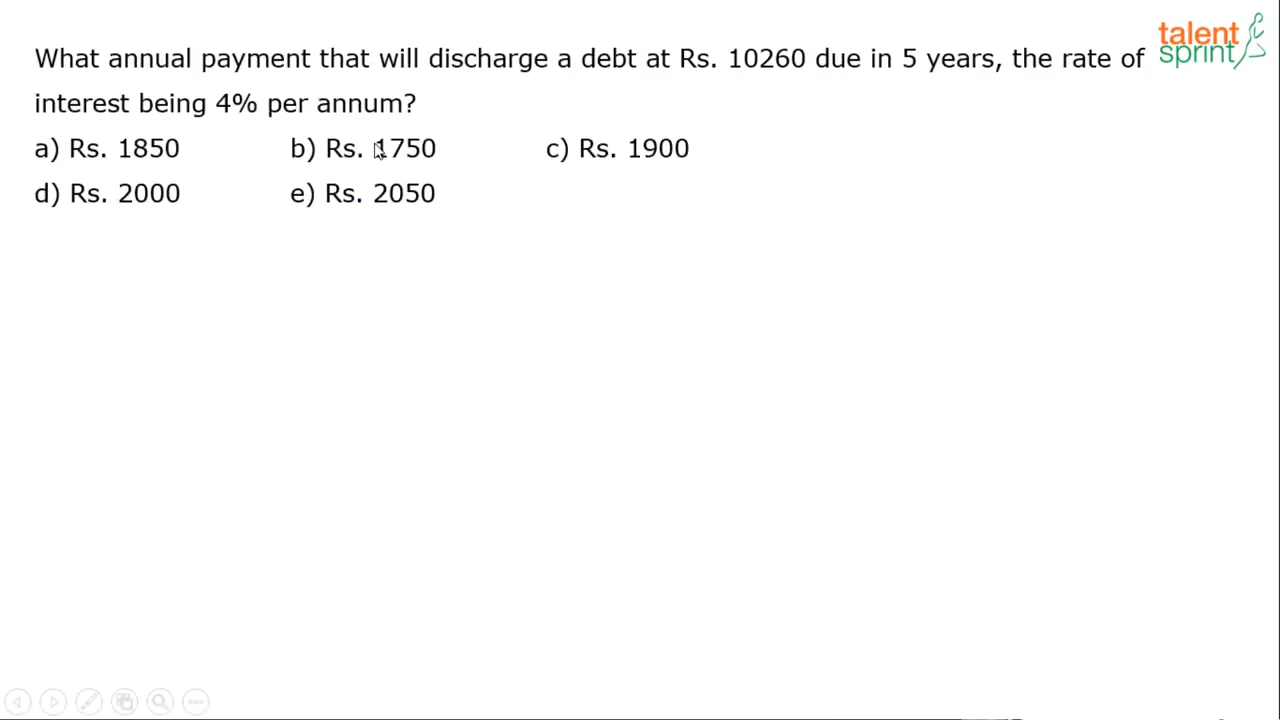 talent
sprint
What annual payment that will discharge a debt at Rs. 10260 due in 5 years, the rate of
interest being 4% per annum?
a) Rs. 1850 b) Rs. 1750 c) Rs. 1900
d) Rs. 2000 e) Rs. 2050